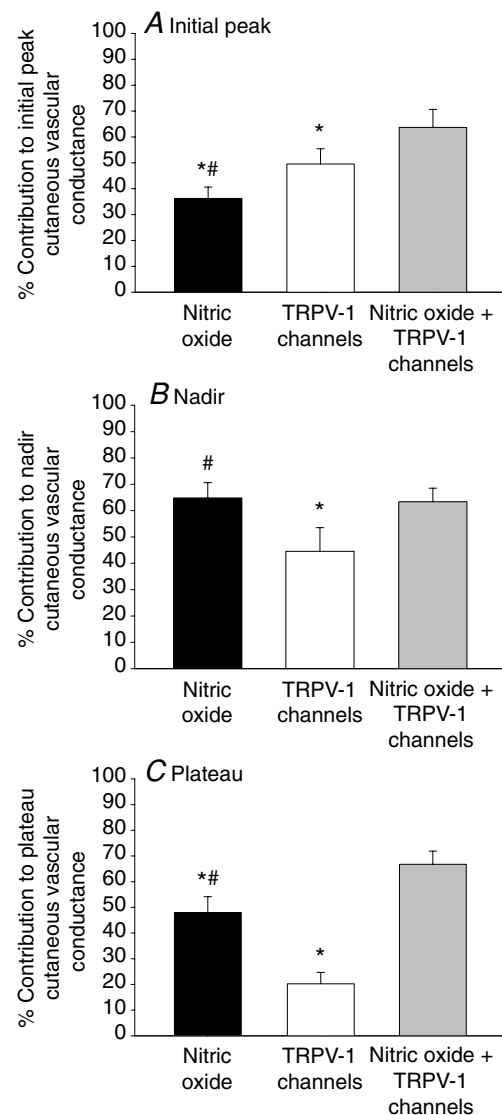 A Initial peak
% Contribution to initial peak
cutaneous vascular
conductance
100
90
80
70
60
50
40
30
20
10
0
*#
*
Nitric
oxide
TRPV-1
channels
Nitric oxide +
TRPV-1
channels
B Nadir
% Contribution to nadir
cutaneous vascular
conductance
100
90
80
70
60
50
40
30
20
10
0
#
*
Nitric
oxide
TRPV-1
channels
Nitric oxide +
TRPV-1
channels
C Plateau
% Contribution to plateau
cutaneous vascular
conductance
100
90
80
70
60
50
40
30
20
10
0
*#
*
Nitric
oxide
TRPV-1
channels
Nitric oxide +
TRPV-1
channels